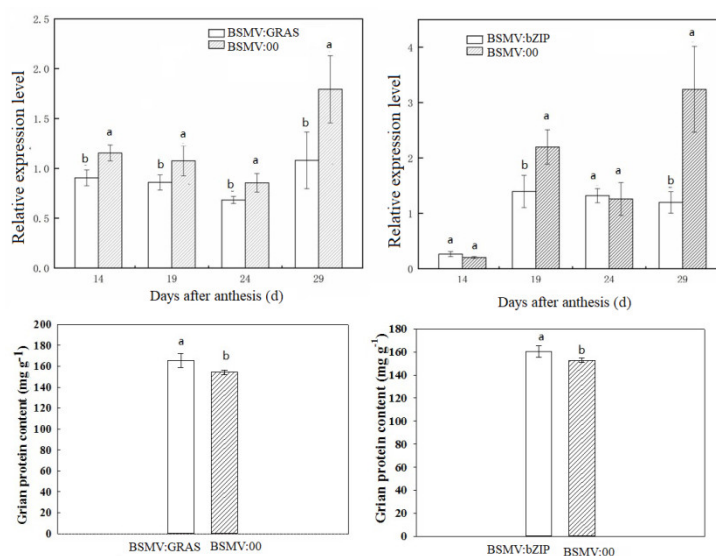 BSMV:GRAS
BSMV:00
Relative expression level
2.5
2.0
1.5
1.0
0.5
0.0
b
a
b
a
b
a
b
a
14
19
24
29
Days after anthesis (d)
BSMV:bZIP
BSMV:00
Relative expression level
4
3
2
1
0
a
a
b
a
a
a
b
a
14
19
24
29
Days after anthesis (d)
Grian protein content (mg g-1)
200
180
160
140
120
100
80
60
40
20
0
a
b
BSMV:GRAS
BSMV:00
Grian protein content (mg g-1)
180
160
140
120
100
80
60
40
20
0
a
b
BSMV:bZIP
BSMV:00